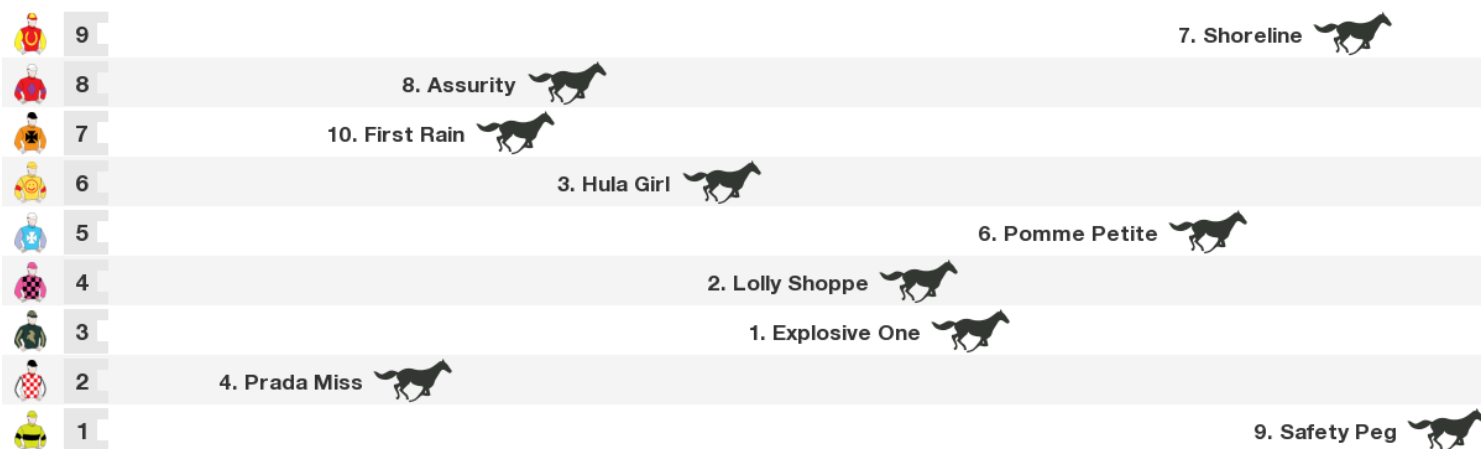 9 7. Shoreline
8 8. Assurity
7 10. First Rain
6 3. Hula Girl
5 6. Pomme Petite
4 2. Lolly Shoppe
3 1. Explosive One
2 4. Prada Miss
1 9. Safety Peg